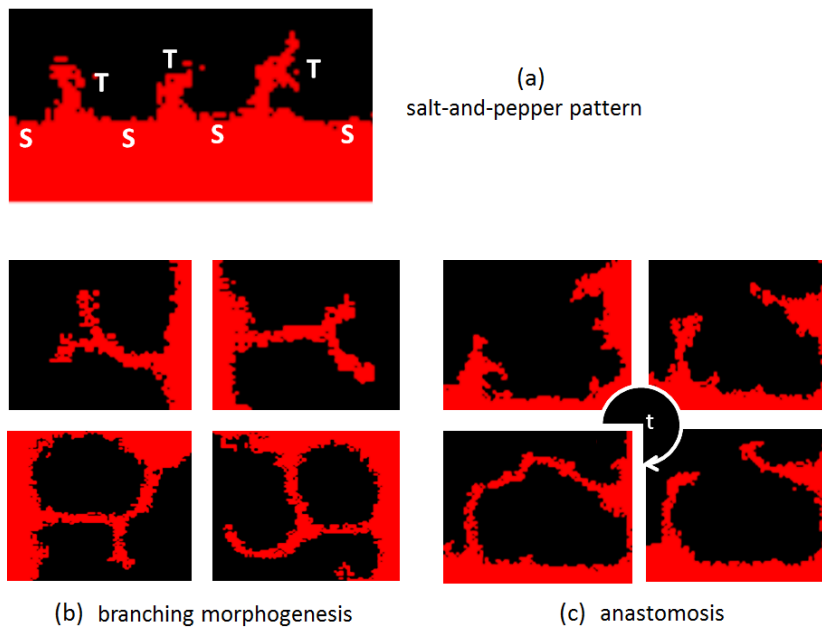 T
T
T
S
S
S
S
(a)
salt-and-pepper pattern
t
(b) branching morphogenesis
(c) anastomosis